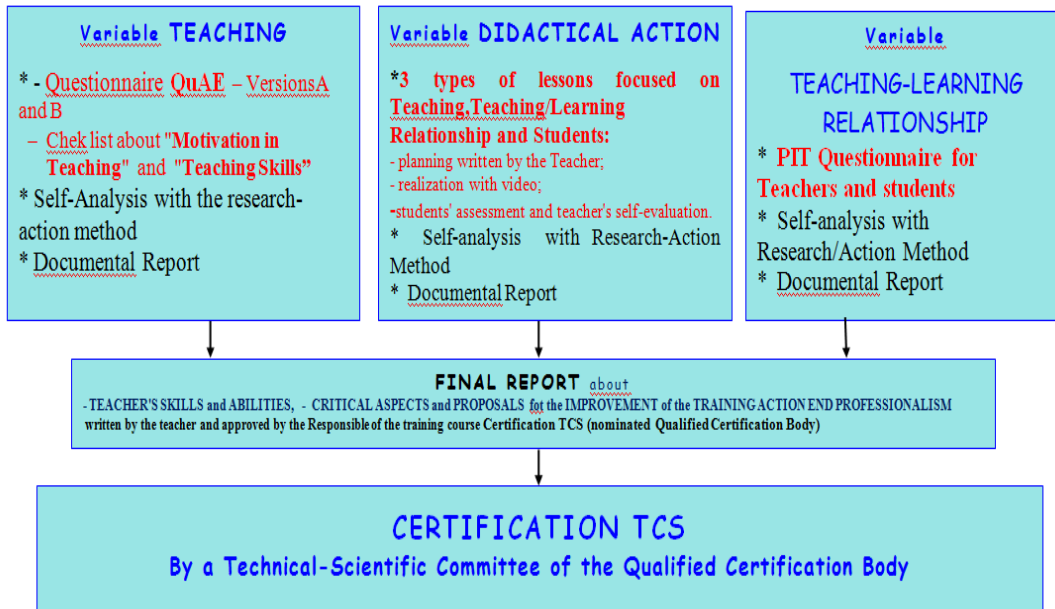 Variable TEACHING
* - Questionnaire QuAE – VersionsA
and B
– Chek list about "Motivation in
Teaching" and "Teaching Skills”
* Self-Analysis with the research-
action method
* Documental Report
Variable DIDACTICAL ACTION
*3 types of lessons focused on
Teaching,Teaching/Learning
Relationship and Students:
- planning written by the Teacher;
- realization with video;
-students' assessment and teacher's self-evaluation.
* Self-analysis with Research-Action
Method
* Documental Report
Variable
TEACHING-LEARNING
RELATIONSHIP
* PIT Questionnaire for
Teachers and students
* Self-analysis with
Research/Action Method
* Documental Report
FINAL REPORT about
- TEACHER'S SKILLS and ABILITIES, - CRITICAL ASPECTS and PROPOSALS fot the IMPROVEMENT of the TRAINING ACTION END PROFESSIONALISM
written by the teacher and approved by the Responsible of the training course Certification TCS (nominated Qualified Certification Body)
CERTIFICATION TCS
By a Technical-Scientific Committee of the Qualified Certification Body